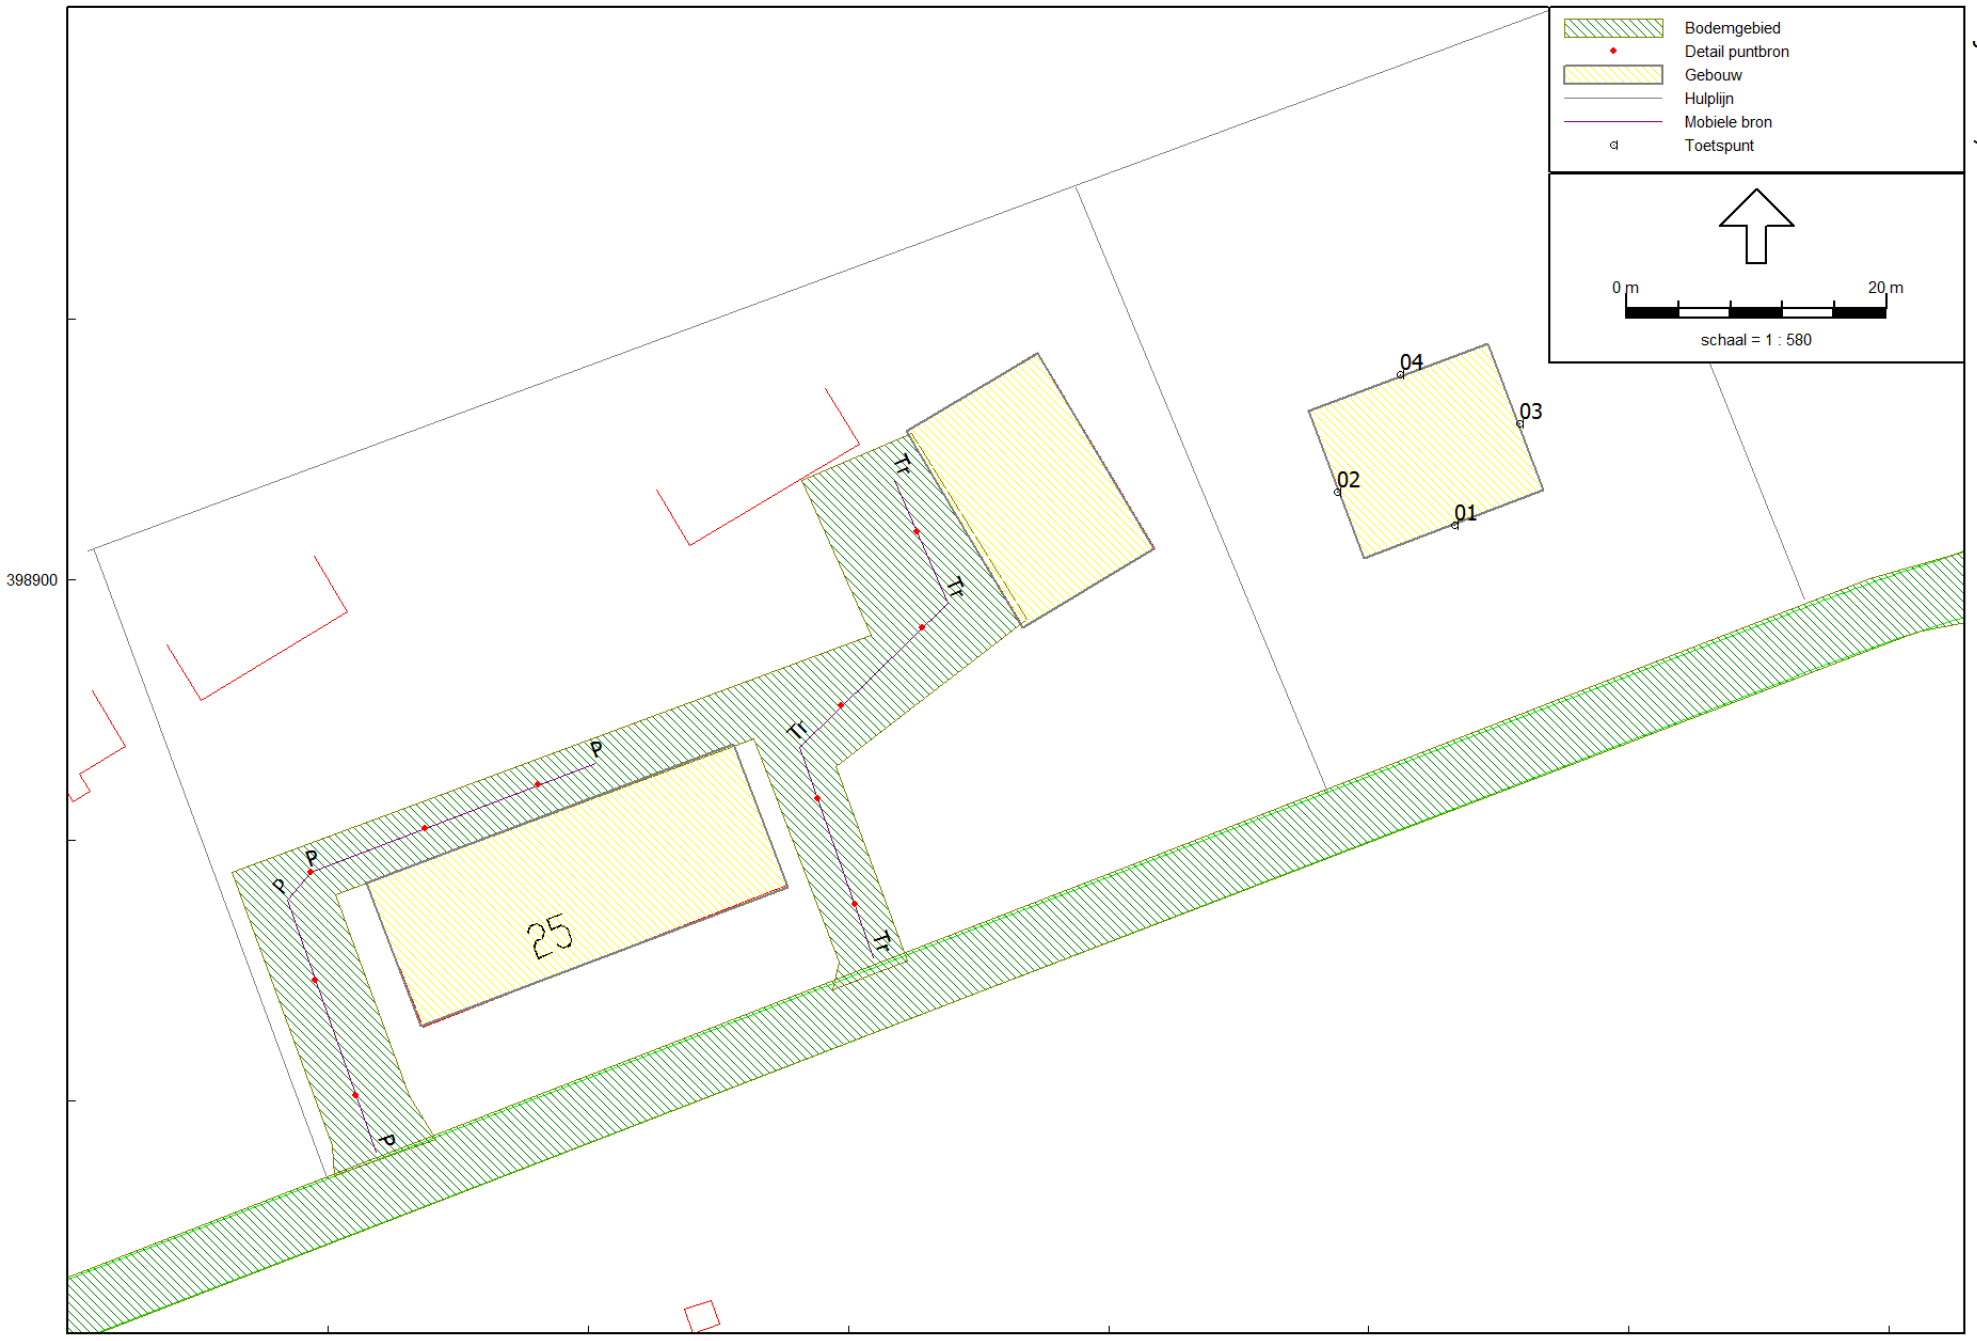 Bodemgebied
Detail puntbron
Gebouw
Hulplijn
Mobiele bron
Toetspunt
0 m 20 m
schaal = 1 : 580
04
03
02
01
Tr
Tr
398900
Tr
P
P
P
25
Tr
P